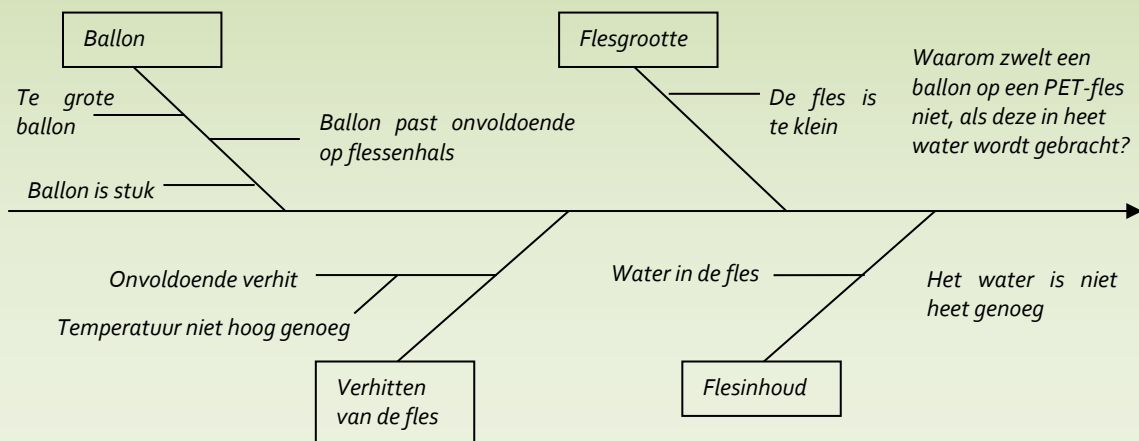 Ballon
Flesgrootte
Waarom zwelt een
ballon op een PET-fles
niet, als deze in heet
water wordt gebracht?
Te grote
ballon
Ballon past onvoldoende
op flessenhals
De fles is
te klein
Ballon is stuk
Onvoldoende verhit
Temperatuur niet hoog genoeg
Water in de fles
Het water is niet
heet genoeg
Verhitten
van de fles
Flesinhoud